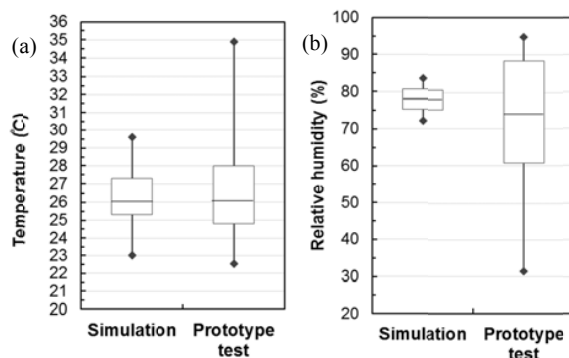 (a)
Temperature (°C)
36
35
34
33
32
31
30
29
28
27
26
25
24
23
22
21
20
Simulation
Prototype
test
(b)
Relative humidity (%)
100
90
80
70
60
50
40
30
20
Simulation
Prototype
test